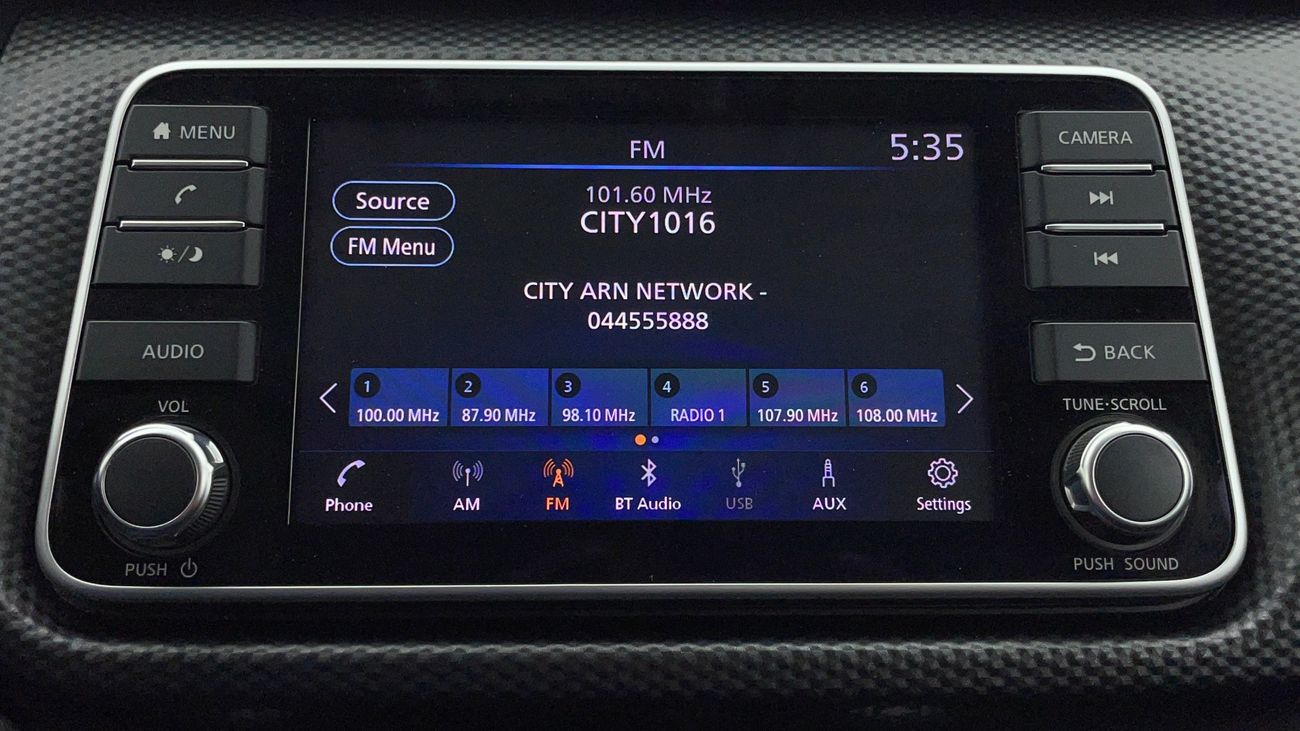 MENU
AUDIO
VOL
PUSH
FM
5:35
Source
FM Menu
101.60 MHz
CITY1016
CITY ARN NETWORK -
044555888
1
100.00 MHz
2
87.90 MHz
3
98.10 MHz
4
RADIO 1
5
107.90 MHz
6
108.00 MHz
Phone
AM
FM
BT Audio
USB
AUX
Settings
CAMERA
BACK
TUNE·SCROLL
PUSH SOUND